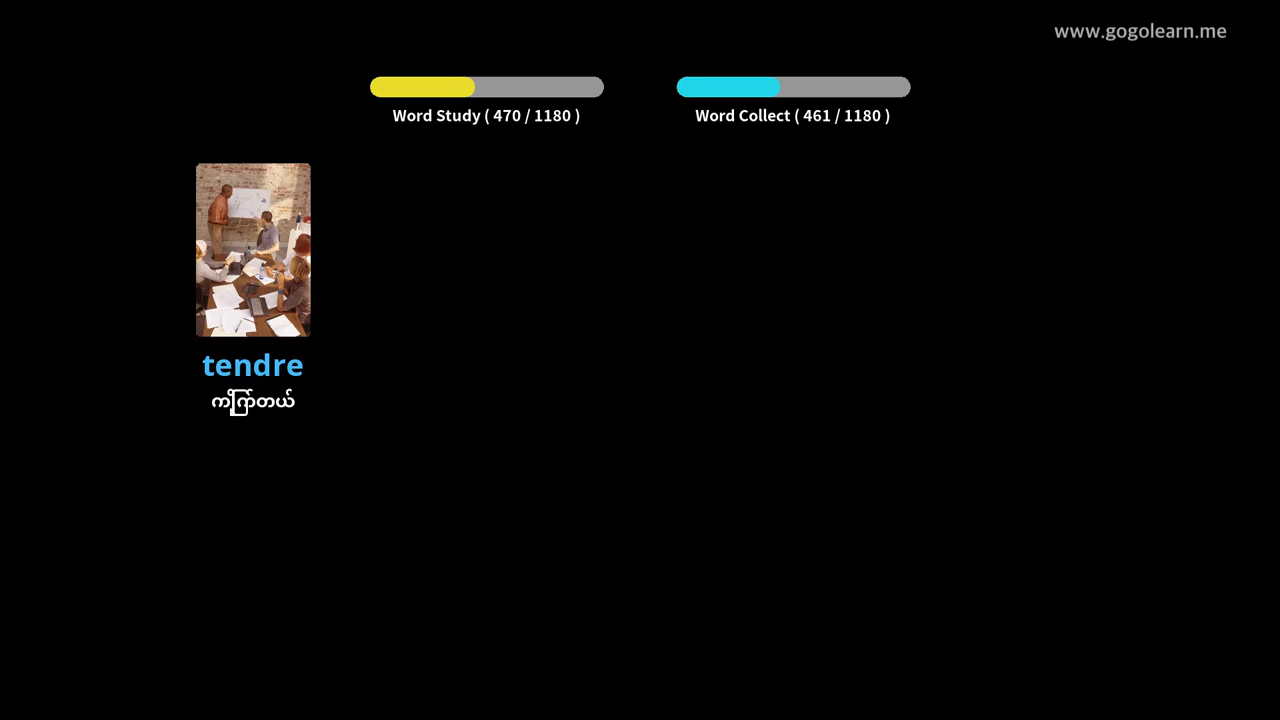 www.gogolearn.me
Word Study ( 470 / 1180 )
Word Collect ( 461 / 1180 )
tendre
ကိုကြ်တယ်